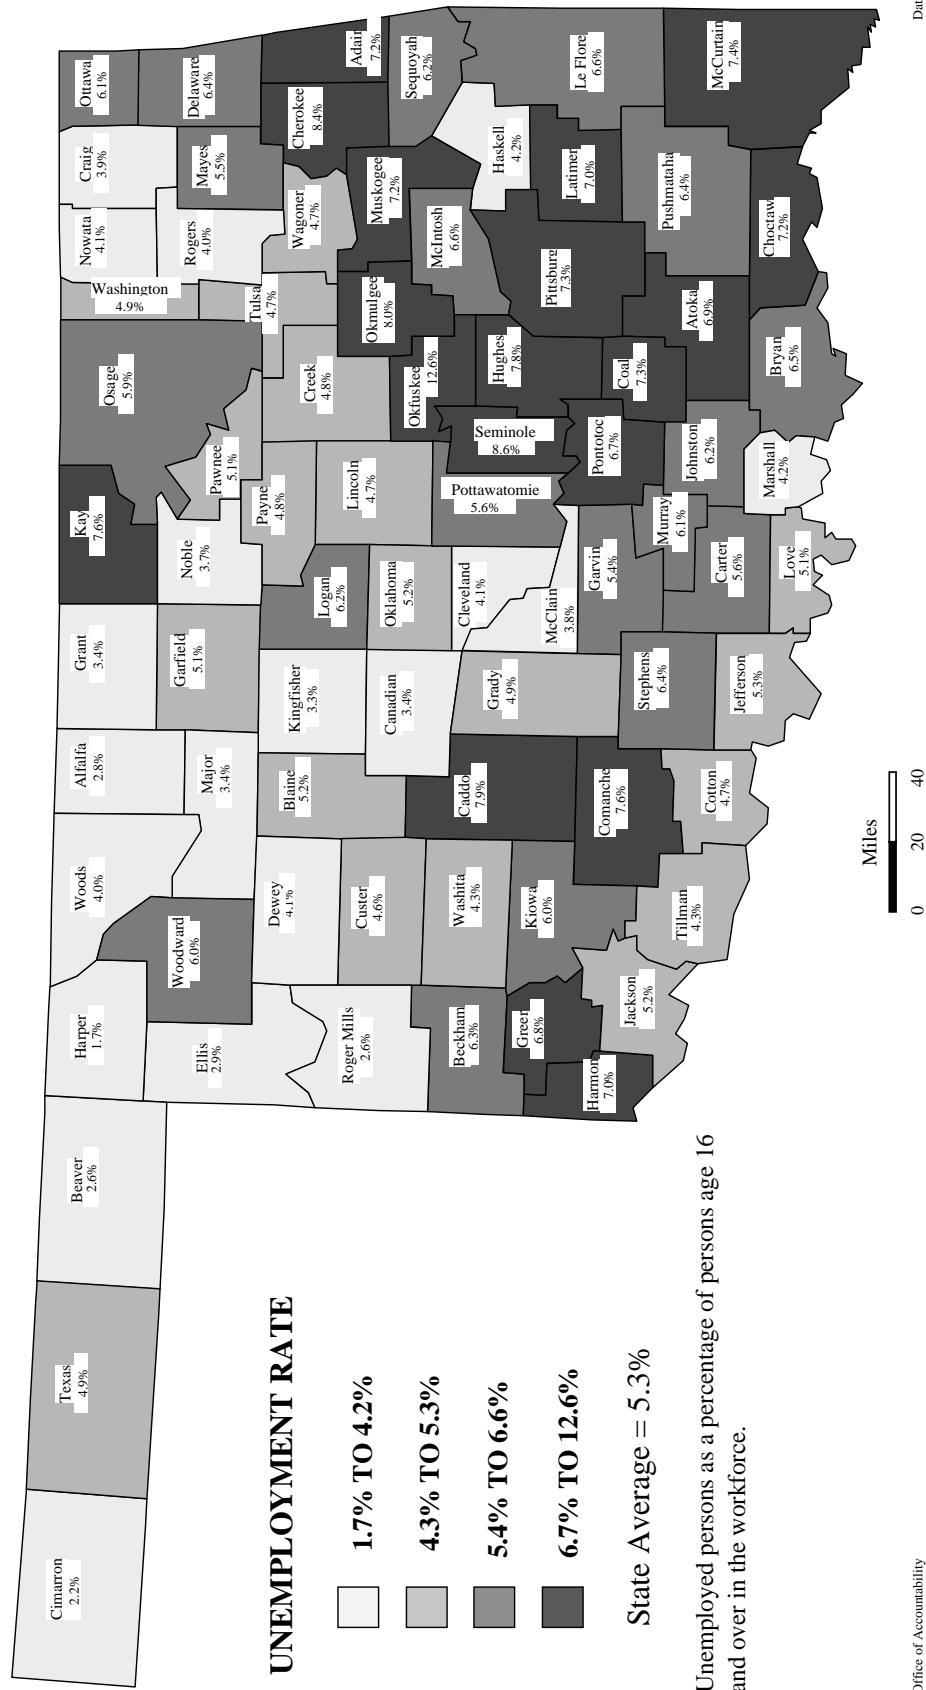 Cimarron
2.2%
Texas
4.9%
Beaver
2.6%
Harper
1.7%
Woods
4.0%
Alfalfa
2.8%
Grant
3.4%
Kay
7.6%
Osage
5.9%
Washington
4.9%
Nowata
4.1%
Craig
3.9%
Ottawa
6.1%
Ellis
2.9%
Woodward
6.0%
Major
3.4%
Garfield
5.1%
Noble
3.7%
Pawnee
5.1%
Rogers
4.0%
Mayes
5.5%
Delaware
6.4%
Roger Mills
2.6%
Dewey
4.1%
Blaine
5.2%
Kingfisher
3.3%
Logan
6.2%
Payne
4.8%
Creek
4.8%
Tulsa
4.7%
Wagoner
4.7%
Cherokee
8.4%
Adair
7.2%
Custer
4.6%
Canadian
3.4%
Oklahoma
5.2%
Lincoln
4.7%
Okfuskee
12.6%
Okmulgee
8.0%
Muskogee
7.2%
Sequoyah
6.2%
Beckham
6.3%
Washita
4.3%
Caddo
7.9%
Grady
4.9%
Cleveland
4.1%
McClain
3.8%
Pottawatomie
5.6%
Seminole
8.6%
Hughes
7.8%
McIntosh
6.6%
Haskell
4.2%
Le Flore
6.6%
Green
6.8%
Kiowa
6.0%
Comanche
7.6%
Stephens
6.4%
Garvin
5.4%
Pontotoc
6.7%
Coal
7.3%
Pittsburg
7.3%
Latimer
7.0%
Harmon
7.0%
Jackson
5.2%
Tillman
4.3%
Cotton
4.7%
Jefferson
5.3%
Carter
5.6%
Murray
6.1%
Johnston
6.2%
Atoka
6.9%
Pushmataha
6.4%
McCurtain
7.4%
Love
5.1%
Marshall
4.2%
Bryan
6.5%
Choctaw
7.2%
UNEMPLOYMENT RATE
1.7% TO 4.2%
4.3% TO 5.3%
5.4% TO 6.6%
6.7% TO 12.6%
State Average = 5.3%
Unemployed persons as a percentage of persons age 16
and over in the workforce.
Miles
0 20 40
Office of Accountability
Dat